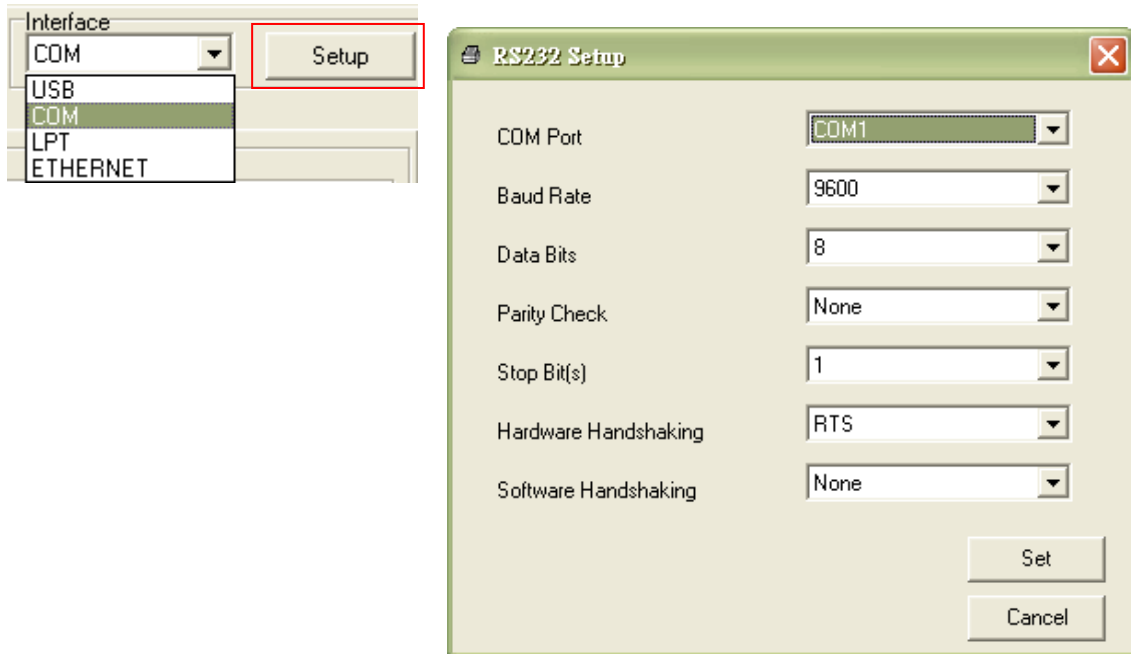 Interface
COM
Setup
USB
COM
LPT
ETHERNET
RS232 Setup
COM Port
COM1
Baud Rate
9600
Data Bits
8
Parity Check
None
Stop Bit(s)
1
Hardware Handshaking
RTS
Software Handshaking
None
Set
Cancel